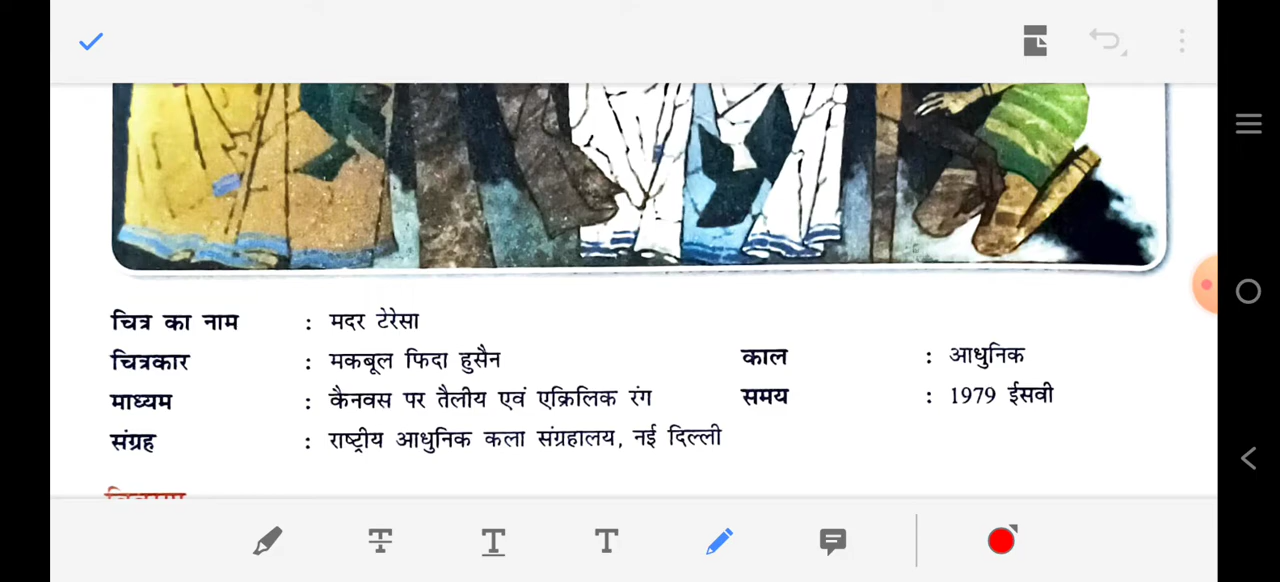 चित्र का नाम : मदर टेरेसा
चित्रकार : मकबूल फिदा हुसैन काल : आधुनिक
माध्यम : कैनवस पर तैलीय एवं एक्रिलिक रंग समय : 1979 ईसवी
संग्रह : राष्ट्रीय आधुनिक कला संग्रहालय, नई दिल्ली